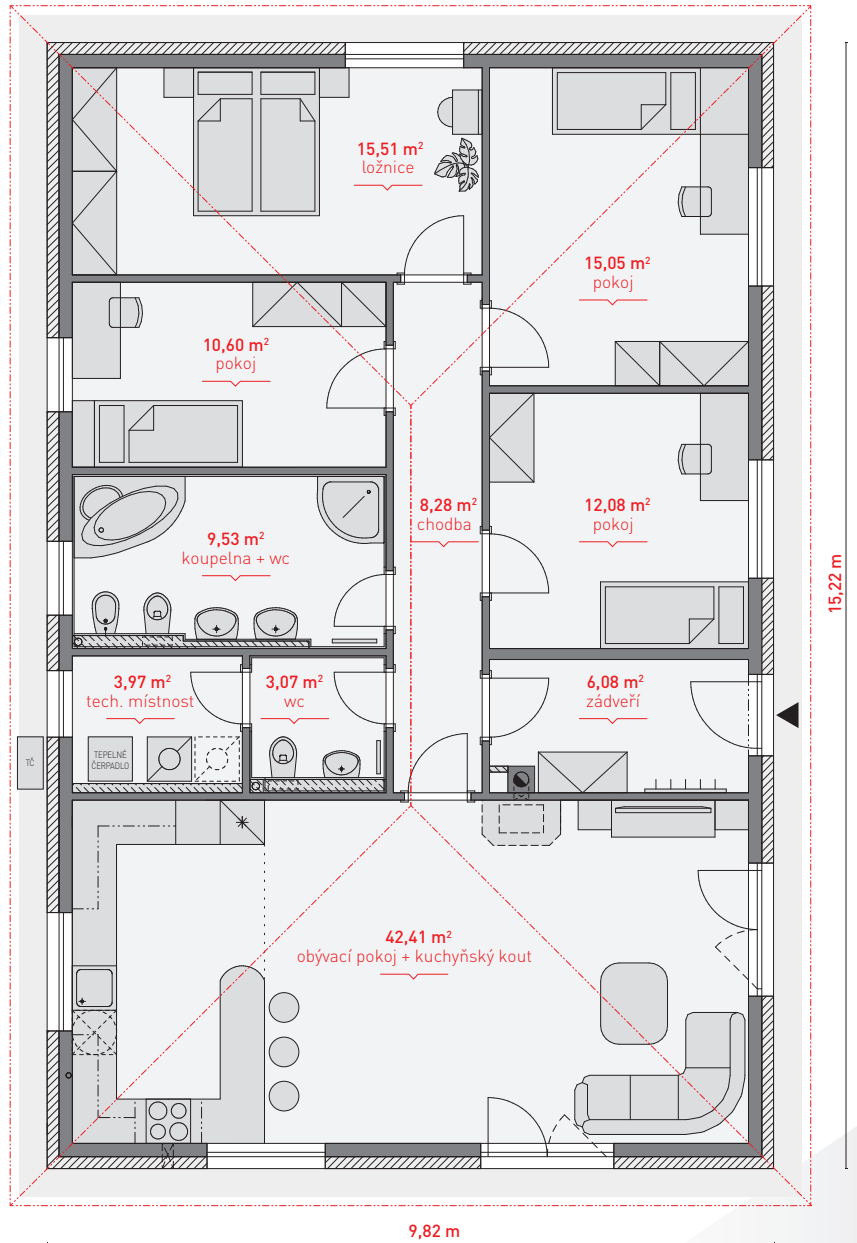 15,51 m²
ložnice
15,05 m²
pokoj
10,60 m²
pokoj
8,28 m²
chodba
12,08 m²
pokoj
9,53 m²
koupelna + wc
15,22 m
3,97 m²
tech. místnost
3,07 m²
wc
6,08 m²
zádveří
TEPELNÉ
ČERPADLO
TČ
42,41 m²
obývací pokoj + kuchyňský kout
9,82 m